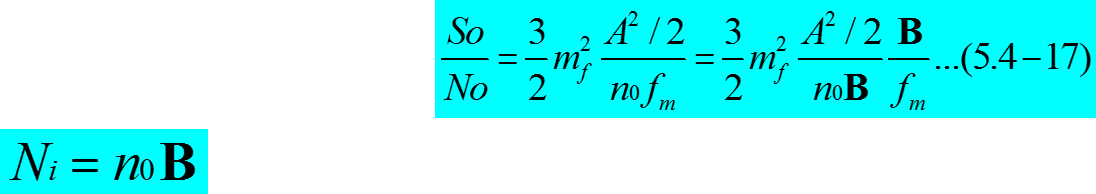 So/No = 3/2 m_f^2 (A^2/2)/(n0 f_m) = 3/2 m_f^2 (A^2/2)/(n0 B) B/f_m ...(5.4−17)
N_i = n0 B